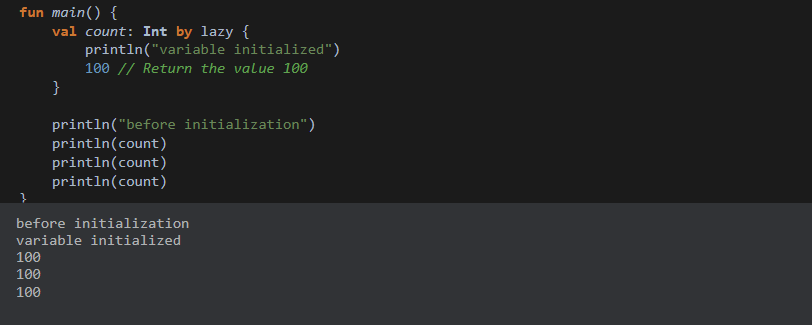 fun main() {
    val count: Int by lazy {
        println("variable initialized")
        100 // Return the value 100
    }
    println("before initialization")
    println(count)
    println(count)
    println(count)
}
before initialization
variable initialized
100
100
100